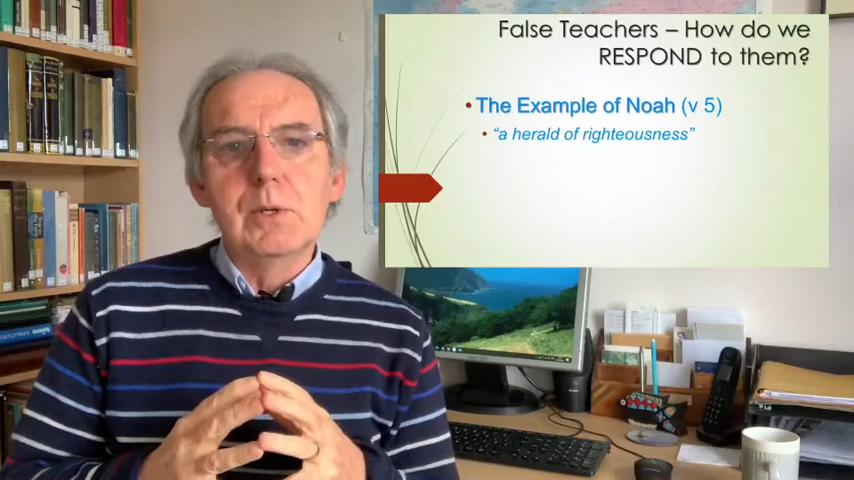 False Teachers – How do we
RESPOND to them?
• The Example of Noah (v 5)
• “a herald of righteousness”